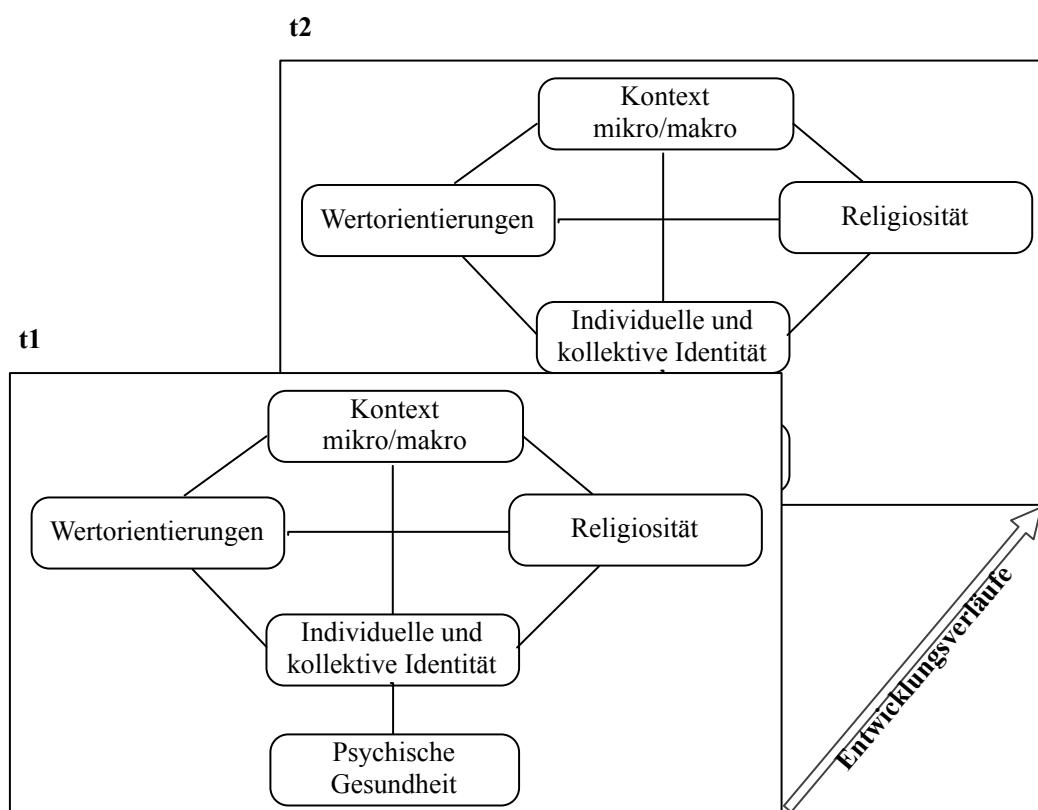 t2
Kontext
mikro/makro
Wertorientierungen
Religiosität
Individuelle und
kollektive Identität
t1
Kontext
mikro/makro
Wertorientierungen
Religiosität
Individuelle und
kollektive Identität
Psychische
Gesundheit
Entwicklungsverläufe